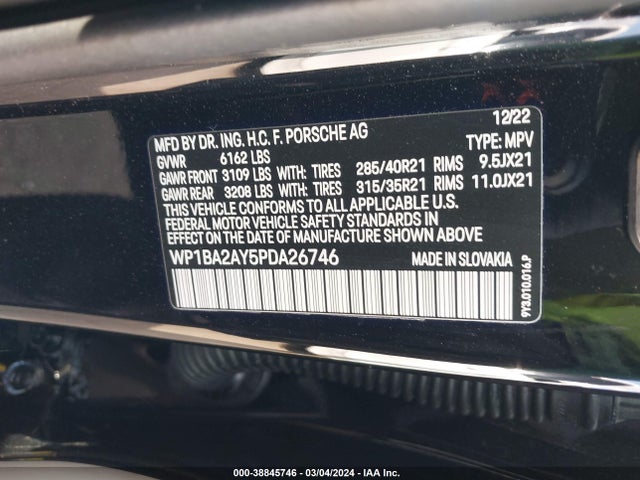 12/22
MFD BY DR. ING. H.C. F. PORSCHE AG TYPE: MPV
GVWR 6162 LBS
GAWR FRONT 3109 LBS WITH: TIRES 285/40R21 RIMS 9.5JX21
GAWR REAR 3208 LBS WITH: TIRES 315/35R21 RIMS 11.0JX21
THIS VEHICLE CONFORMS TO ALL APPLICABLE U.S.
FEDERAL MOTOR VEHICLE SAFETY STANDARDS IN
EFFECT ON THE DATE OF MANUFACTURE SHOWN ABOVE.
WP1BA2AY5PDA26746 MADE IN SLOVAKIA
9Y3.010.016.P
000-38845746 - 03/04/2024 - IAA Inc.